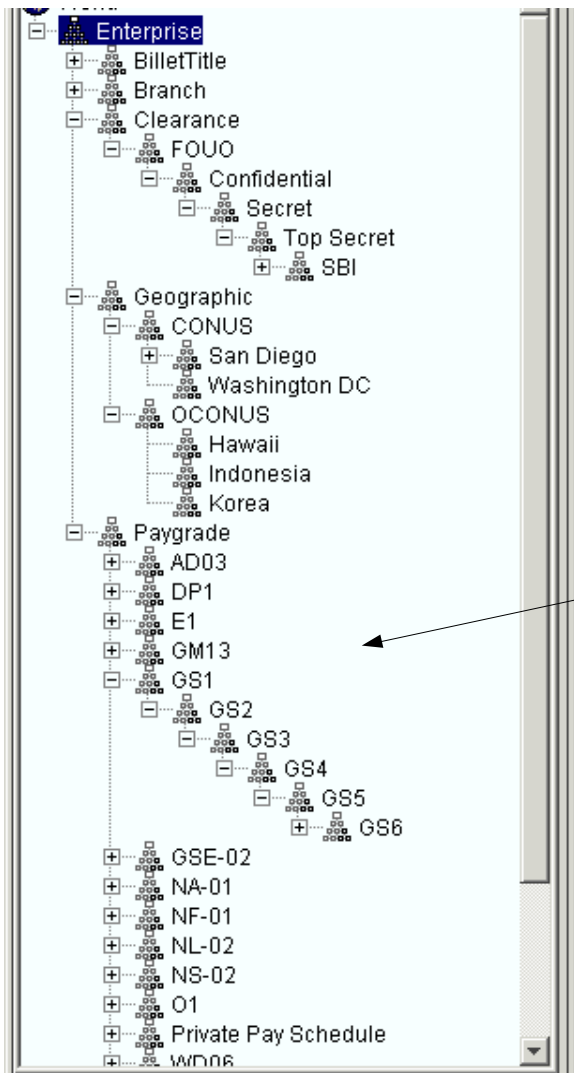 Enterprise
BilletTitle
Branch
Clearance
FOUO
Confidential
Secret
Top Secret
SBI
Geographic
CONUS
San Diego
Washington DC
OCONUS
Hawaii
Indonesia
Korea
Paygrade
AD03
DP1
E1
GM13
GS1
GS2
GS3
GS4
GS5
GS6
GSE-02
NA-01
NF-01
NL-02
NS-02
O1
Private Pay Schedule
WD06